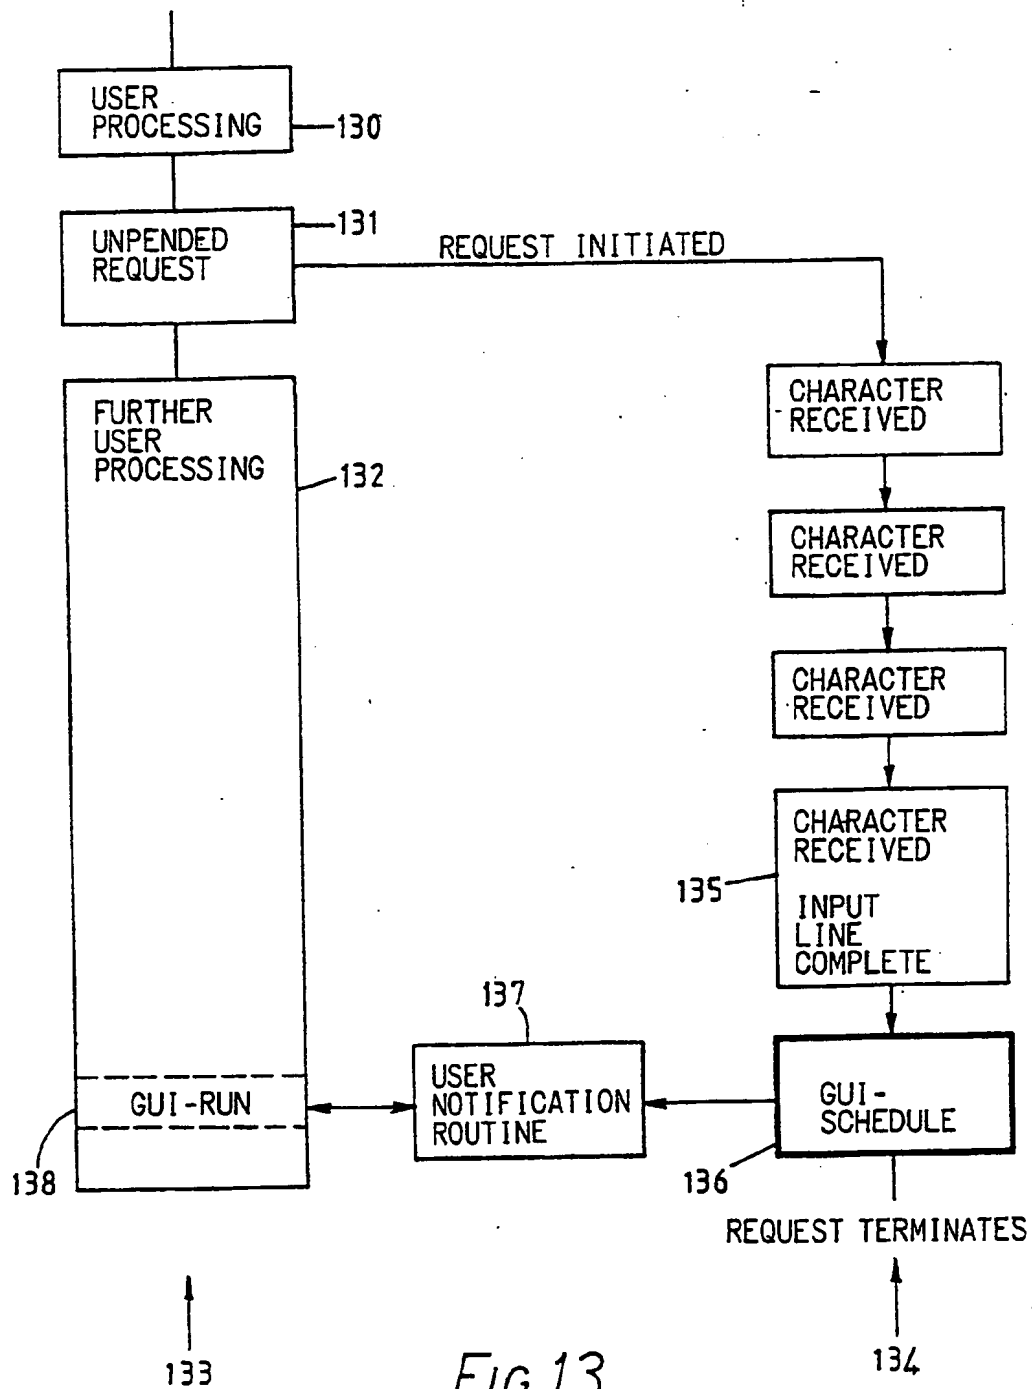 USER
PROCESSING
130
UNPENDED
REQUEST
131
REQUEST INITIATED
FURTHER
USER
PROCESSING
132
CHARACTER
RECEIVED
CHARACTER
RECEIVED
CHARACTER
RECEIVED
CHARACTER
RECEIVED
INPUT
LINE
COMPLETE
135
137
GUI-RUN
138
USER
NOTIFICATION
ROUTINE
GUI-
SCHEDULE
136
REQUEST TERMINATES
133
134
FIG.13